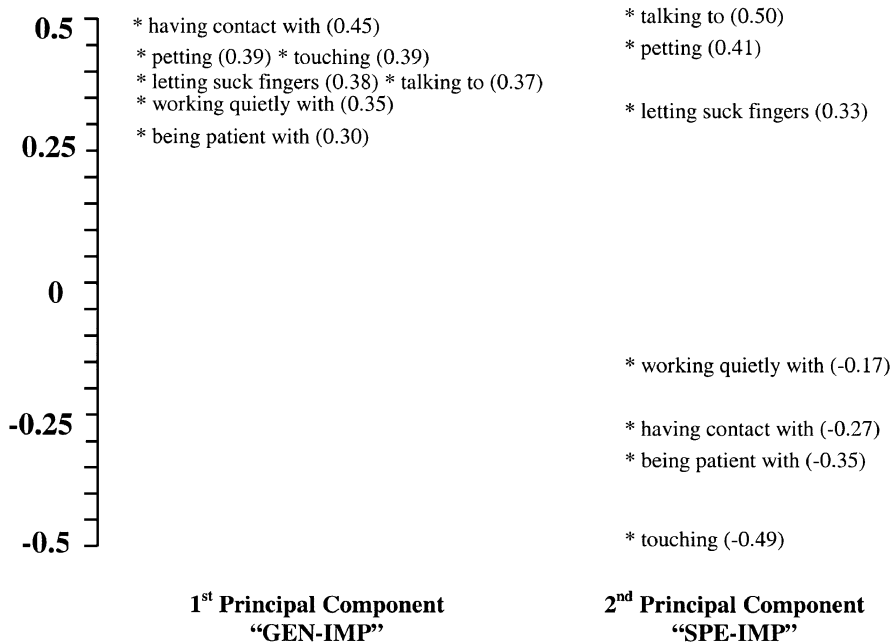 0.5
0.25
0
-0.25
-0.5
* having contact with (0.45)
* petting (0.39) * touching (0.39)
* letting suck fingers (0.38) * talking to (0.37)
* working quietly with (0.35)
* being patient with (0.30)
* talking to (0.50)
* petting (0.41)
* letting suck fingers (0.33)
* working quietly with (-0.17)
* having contact with (-0.27)
* being patient with (-0.35)
* touching (-0.49)
1st Principal Component
“GEN-IMP”
2nd Principal Component
“SPE-IMP”